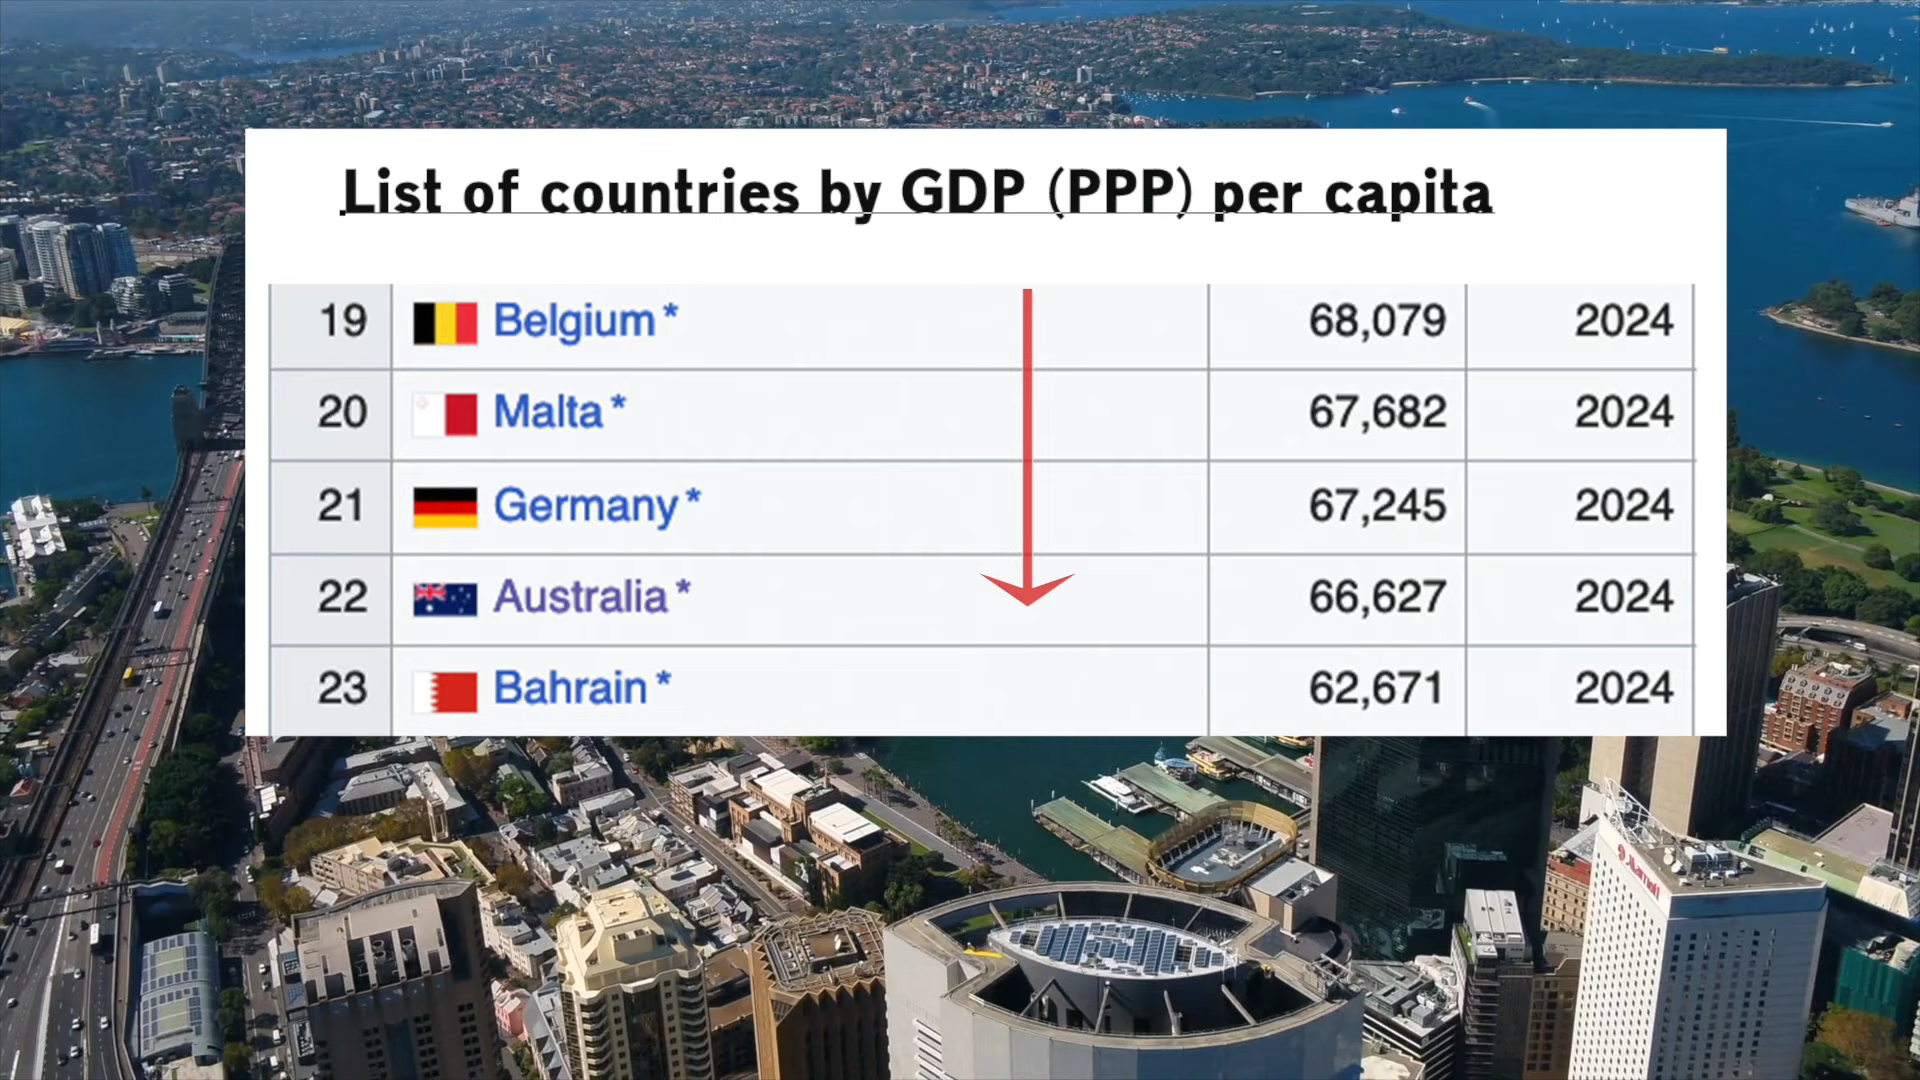 List of countries by GDP (PPP) per capita
19 Belgium * 68,079 2024
20 Malta * 67,682 2024
21 Germany * 67,245 2024
22 Australia * 66,627 2024
23 Bahrain * 62,671 2024
Marriott